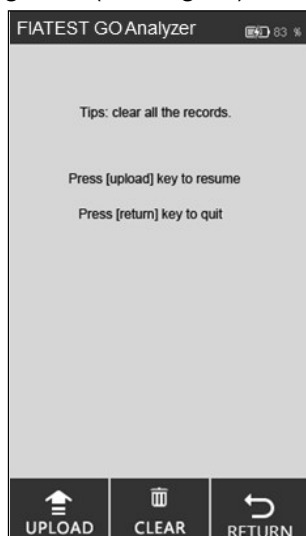 FIATEST GO Analyzer 83 %
Tips: clear all the records.
Press [upload] key to resume
Press [return] key to quit
UPLOAD CLEAR RETURN